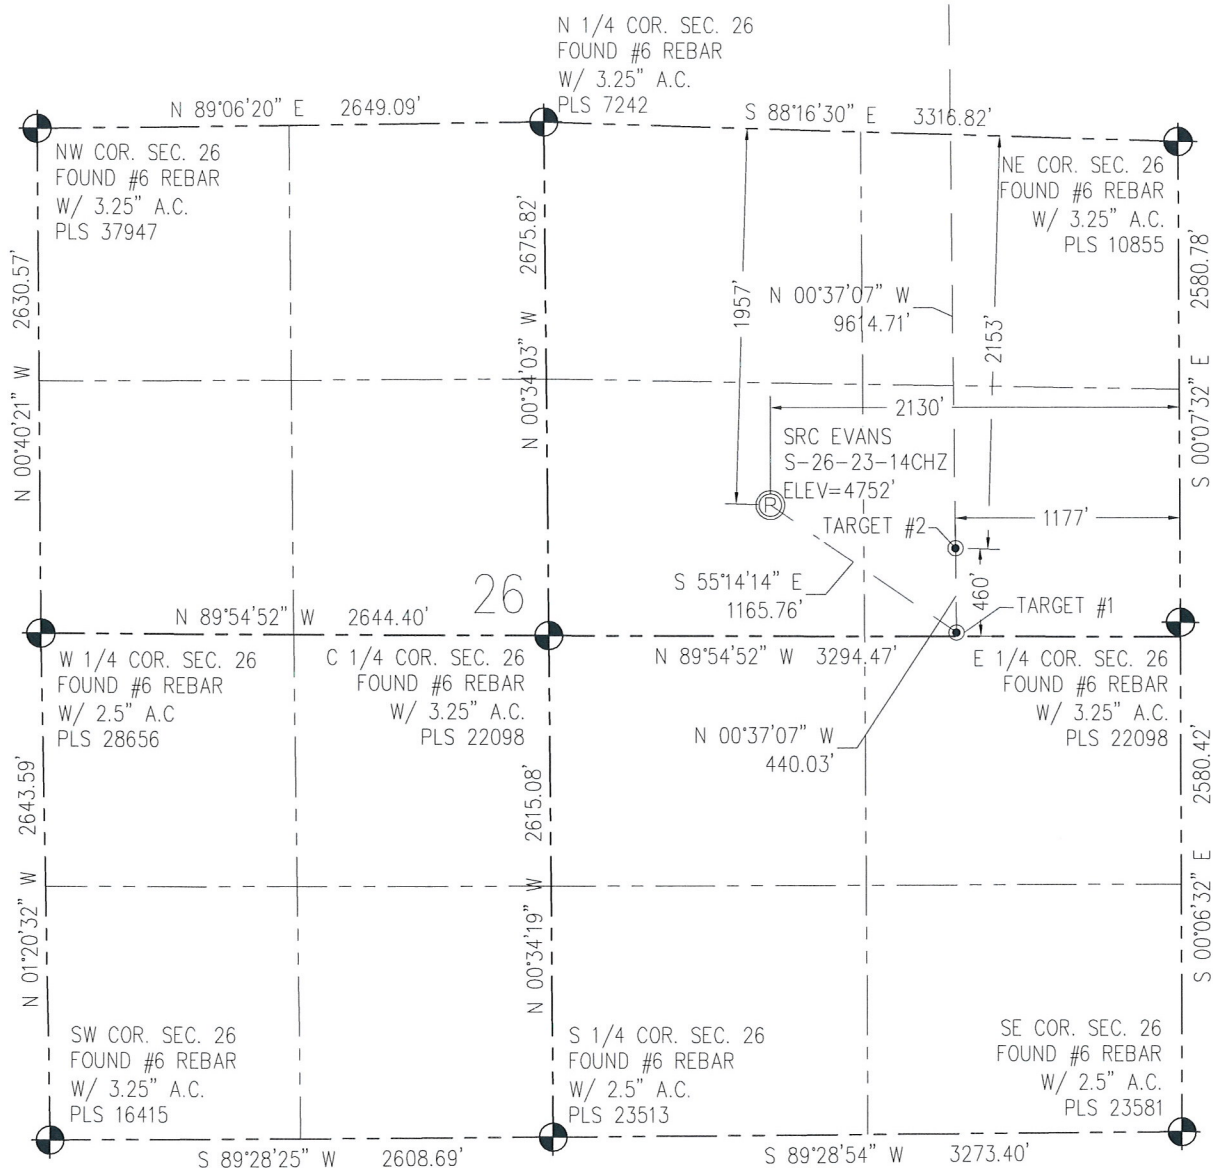 N 1/4 COR. SEC. 26
FOUND #6 REBAR
W/ 3.25" A.C.
PLS 7242
N 89°06'20" E 2649.09'
S 88°16'30" E 3316.82'
NW COR. SEC. 26
FOUND #6 REBAR
W/ 3.25" A.C.
PLS 37947
NE COR. SEC. 26
FOUND #6 REBAR
W/ 3.25" A.C.
PLS 10855
N 00°40'21" W 2630.57'
N 00°34'03" W 2675.82'
1957'
N 00°37'07" W
9614.71'
2153'
S 00°07'32" E 2580.78'
2130'
SRC EVANS
S-26-23-14CHZ
ELEV=4752'
R
TARGET #2
1177'
S 55°14'14" E
1165.76'
460'
TARGET #1
26
N 89°54'52" W 2644.40'
N 89°54'52" W 3294.47'
W 1/4 COR. SEC. 26
FOUND #6 REBAR
W/ 2.5" A.C
PLS 28656
C 1/4 COR. SEC. 26
FOUND #6 REBAR
W/ 3.25" A.C.
PLS 22098
E 1/4 COR. SEC. 26
FOUND #6 REBAR
W/ 3.25" A.C.
PLS 22098
N 00°37'07" W
440.03'
N 01°20'32" W 2643.59'
N 00°34'19" W 2615.08'
S 00°06'32" E 2580.42'
SW COR. SEC. 26
FOUND #6 REBAR
W/ 3.25" A.C.
PLS 16415
S 1/4 COR. SEC. 26
FOUND #6 REBAR
W/ 2.5" A.C.
PLS 23513
SE COR. SEC. 26
FOUND #6 REBAR
W/ 2.5" A.C.
PLS 23581
S 89°28'25" W 2608.69'
S 89°28'54" W 3273.40'